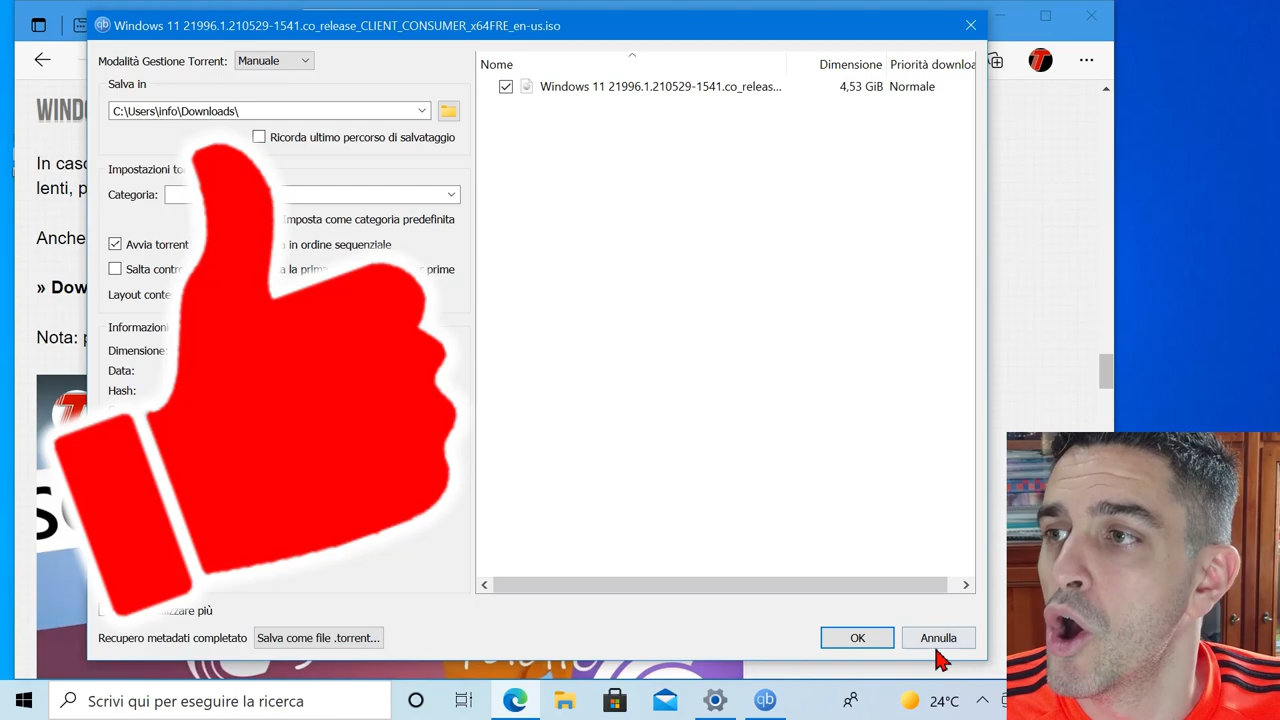 Windows 11 21996.1.210529-1541.co_release_CLIENT_CONSUMER_x64FRE_en-us.iso
Modalità Gestione Torrent: Manuale
Salva in
C:\Users\info\Downloads\
Ricorda ultimo percorso di salvataggio
Impostazioni to
Categoria:
Imposta come categoria predefinita
Avvia torrent
in ordine sequenziale
Salta contr
a la prima
prime
Layout conte
Informazioni
Dimensione:
Data:
Hash:
più
Recupero metadati completato
Salva come file .torrent...
Nome
Dimensione
Priorità downloa
Windows 11 21996.1.210529-1541.co_releas...
4,53 GiB
Normale
OK
Annulla
WINDO
In caso
lenti, p
Anche
» Dow
Nota: p
Scrivi qui per eseguire la ricerca
24°C